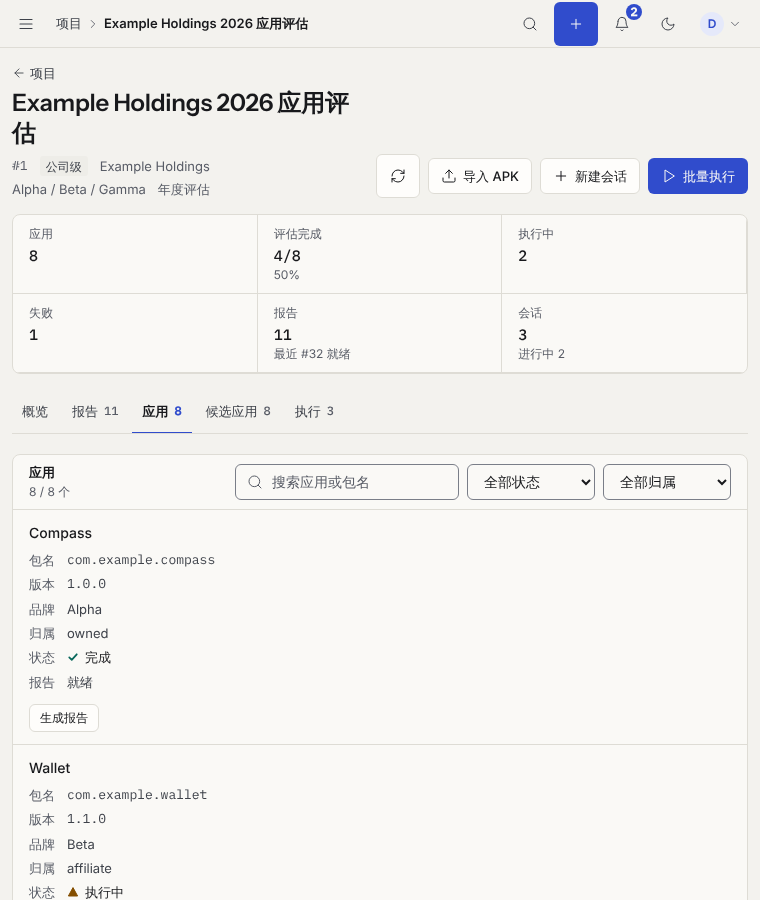 项目 > Example Holdings 2026 应用评估
2
D
← 项目
Example Holdings 2026 应用评
估
#1 公司级 Example Holdings
Alpha / Beta / Gamma 年度评估
导入 APK
新建会话
批量执行
应用
8
评估完成
4/8
50%
执行中
2
失败
1
报告
11
最近 #32 就绪
会话
3
进行中 2
概览 报告 11 应用 8 候选应用 8 执行 3
应用
8 / 8 个
搜索应用或包名
全部状态
全部归属
Compass
包名 com.example.compass
版本 1.0.0
品牌 Alpha
归属 owned
状态 完成
报告 就绪
生成报告
Wallet
包名 com.example.wallet
版本 1.1.0
品牌 Beta
归属 affiliate
状态 执行中